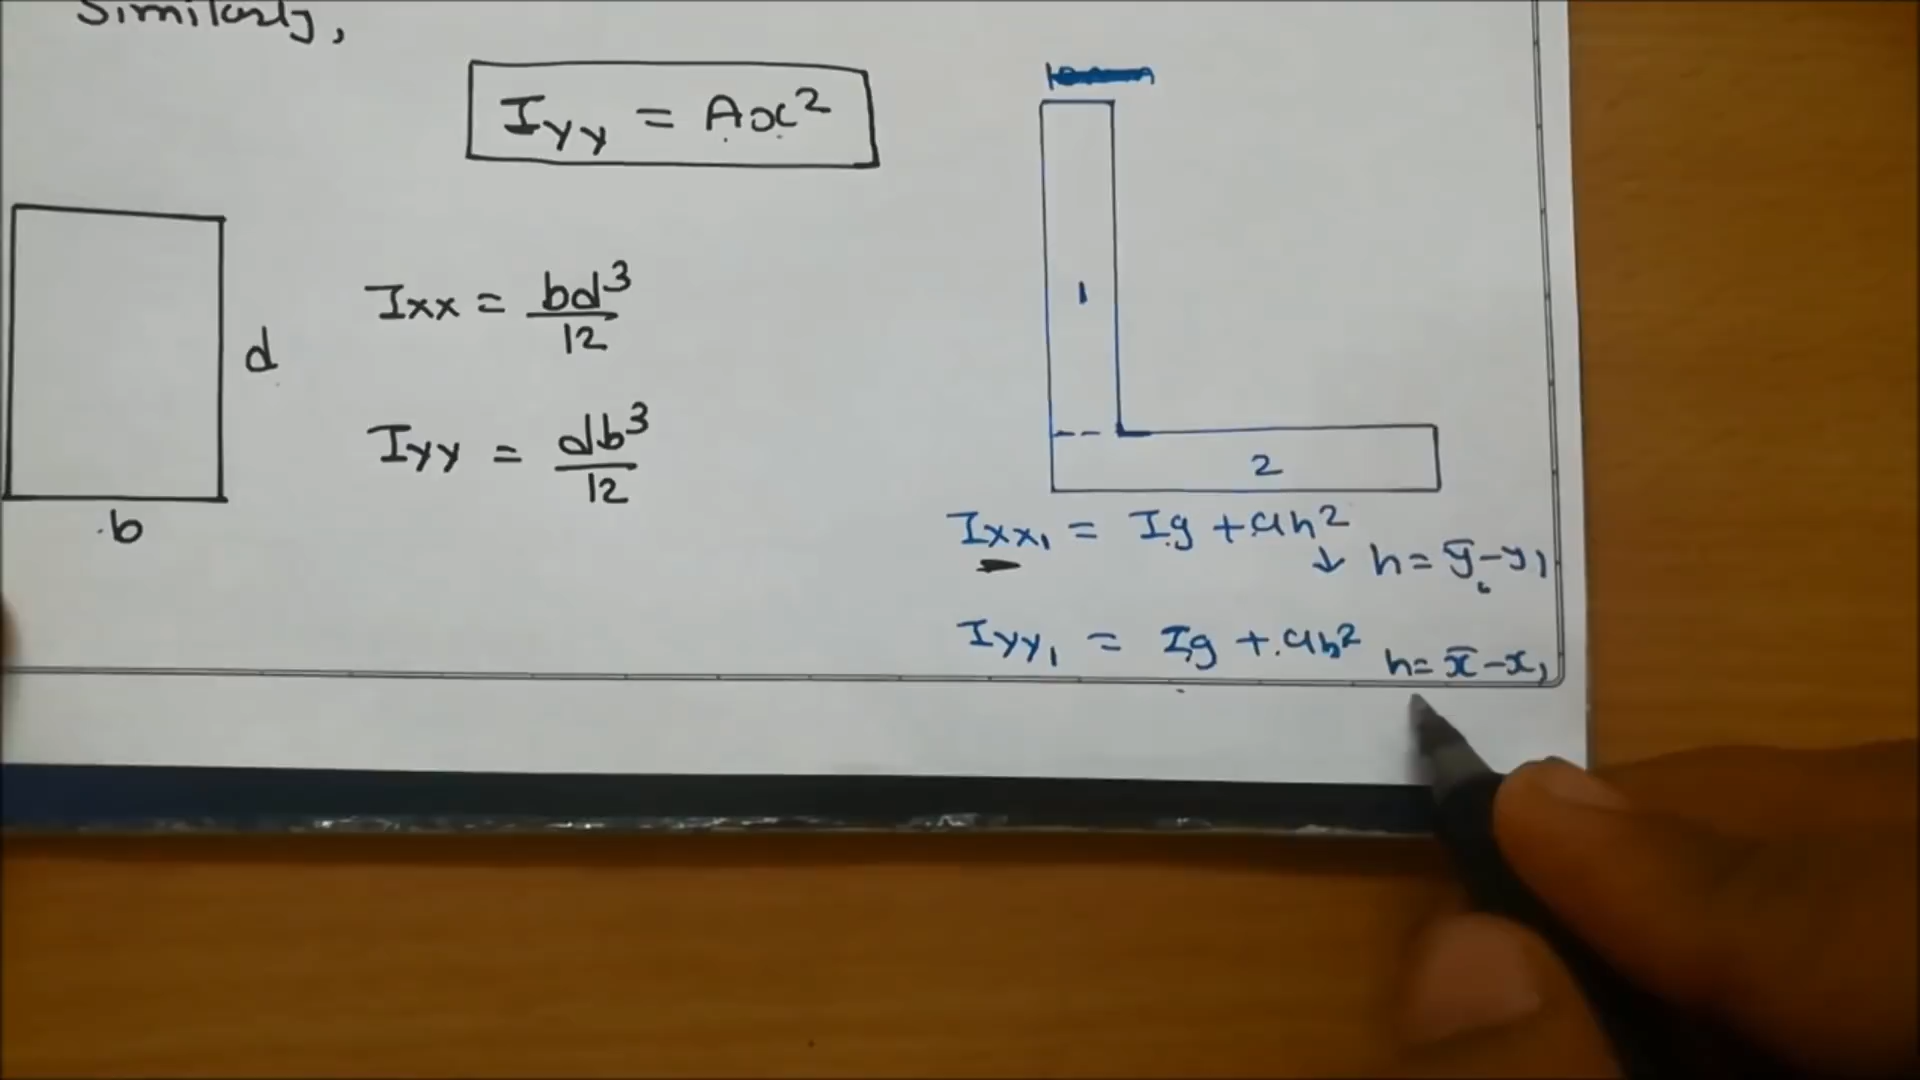 Similarly,
Iyy = Ax²
Ixx = bd³/12
d
Iyy = db³/12
b
1
2
Ixx₁ = Ig + ah²
↓ h = ȳ - y₁
Iyy₁ = Ig + ah²
h = x̄ - x₁